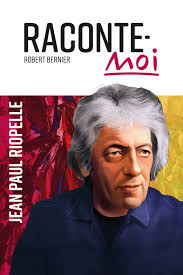 RACONTE-
ROBERT BERNIER
moi
JEAN PAUL RIOPELLE